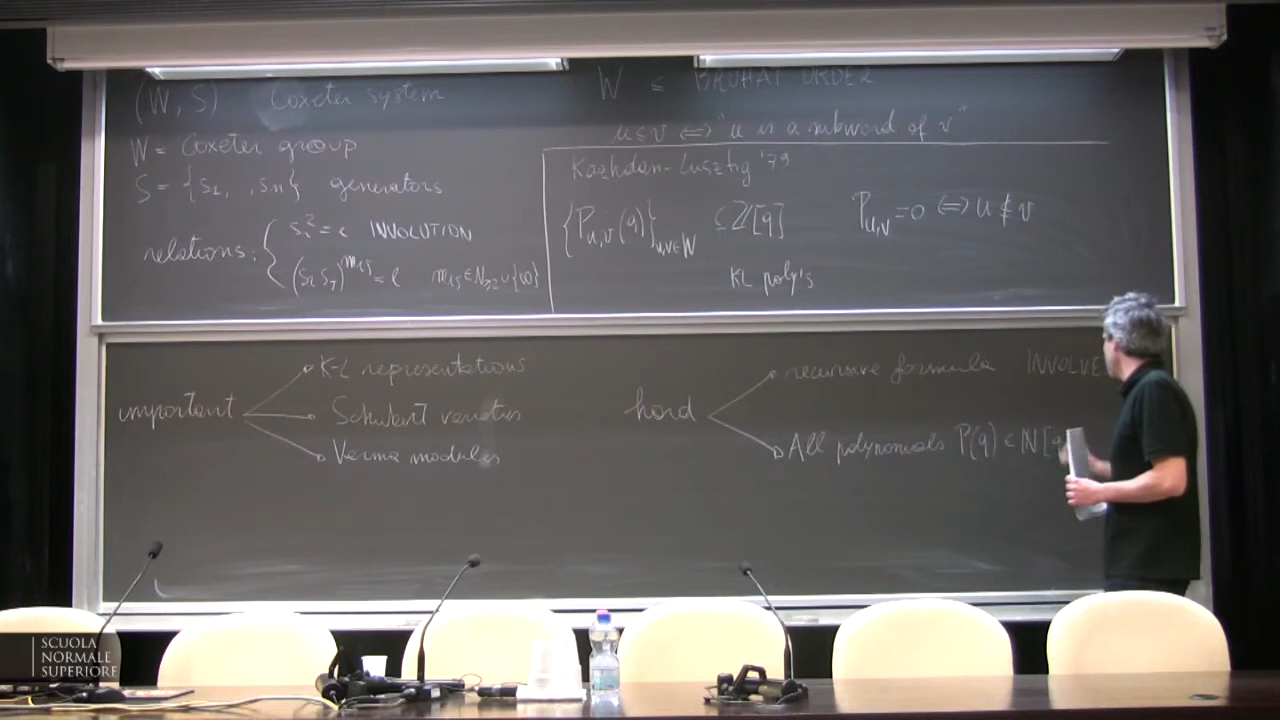 (W, S) Coxeter system
W = Coxeter group
S = {s1, , sn} generators
relations: { si² = e INVOLUTION
(si sj)^mij = e mij ∈ N≥2 ∪ {∞}
W ≤ BRUHAT ORDER
u ≤ v ⟺ "u is a subword of v"
Kazhdan-Lusztig '79
{Pu,v(q)}u,v∈W ⊆ Z[q] Pu,v = 0 ⟺ u ≰ v
KL poly's
important
K-L representations
Schubert varieties
Verma modules
hard
recursive formula INVOLVE
All polynomials P(q) ∈ N[q
SCUOLA
NORMALE
SUPERIORE